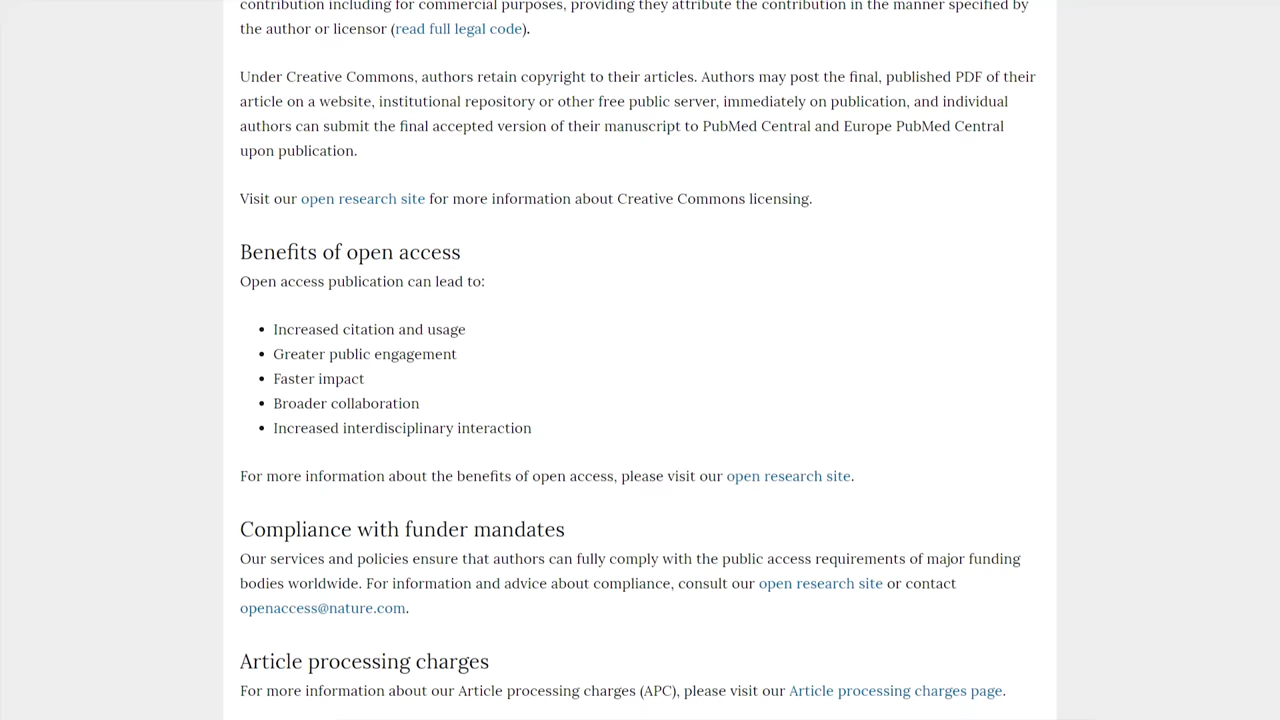 contribution including for commercial purposes, providing they attribute the contribution in the manner specified by
the author or licensor (read full legal code).
Under Creative Commons, authors retain copyright to their articles. Authors may post the final, published PDF of their
article on a website, institutional repository or other free public server, immediately on publication, and individual
authors can submit the final accepted version of their manuscript to PubMed Central and Europe PubMed Central
upon publication.
Visit our open research site for more information about Creative Commons licensing.
Benefits of open access
Open access publication can lead to:
• Increased citation and usage
• Greater public engagement
• Faster impact
• Broader collaboration
• Increased interdisciplinary interaction
For more information about the benefits of open access, please visit our open research site.
Compliance with funder mandates
Our services and policies ensure that authors can fully comply with the public access requirements of major funding
bodies worldwide. For information and advice about compliance, consult our open research site or contact
openaccess@nature.com.
Article processing charges
For more information about our Article processing charges (APC), please visit our Article processing charges page.